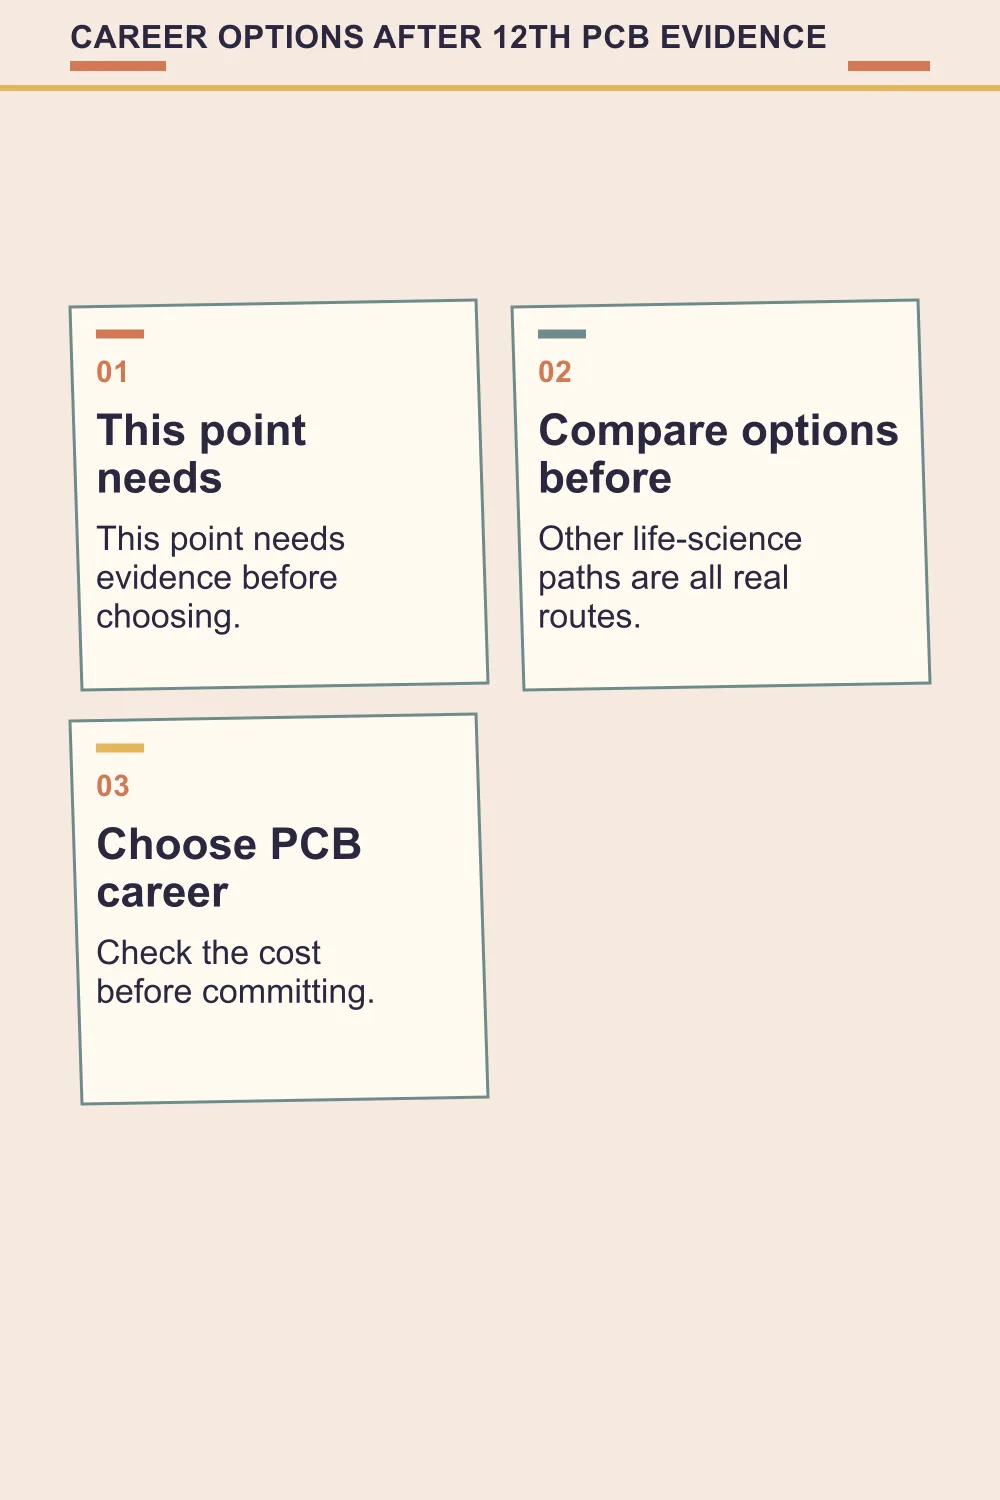 CAREER OPTIONS AFTER 12TH PCB EVIDENCE
01
This point
needs
This point needs
evidence before
choosing.
02
Compare options
before
Other life-science
paths are all real
routes.
03
Choose PCB
career
Check the cost
before committing.